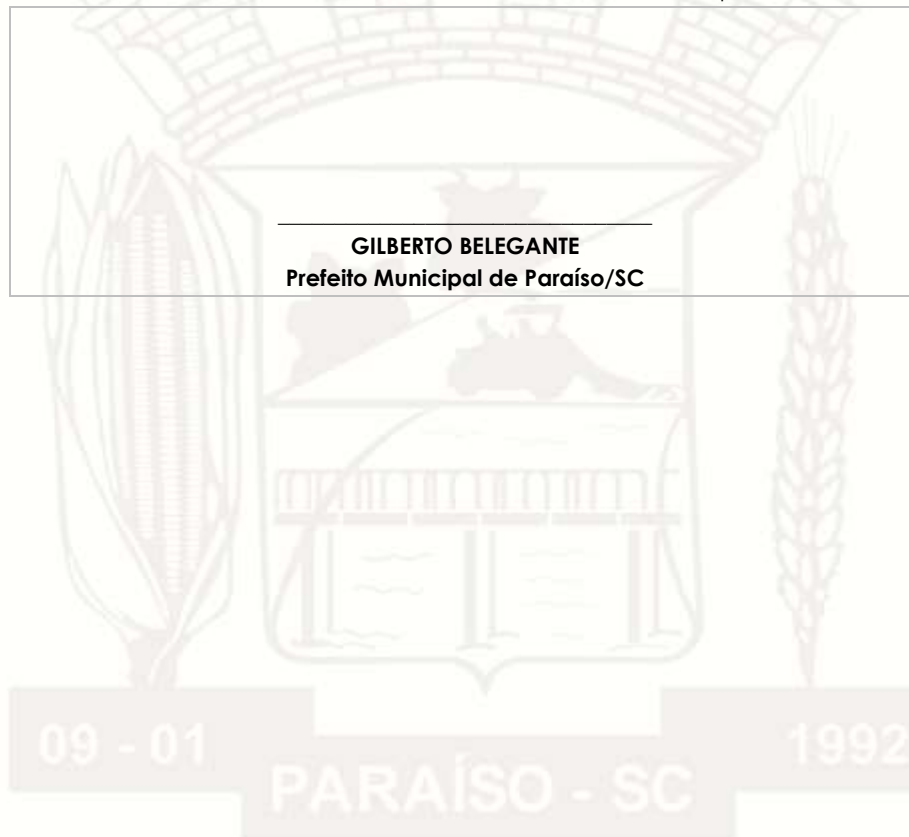 GILBERTO BELEGANTE
Prefeito Municipal de Paraíso/SC
09 - 01
1992
PARAÍSO - SC